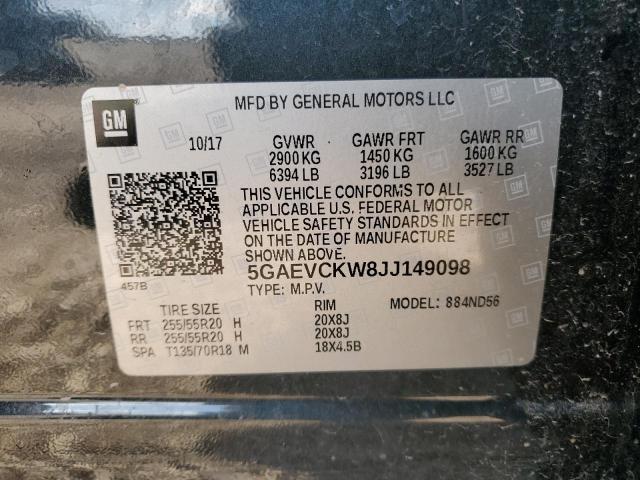 GM
MFD BY GENERAL MOTORS LLC
10/17 GVWR GAWR FRT GAWR RR
2900 KG 1450 KG 1600 KG
6394 LB 3196 LB 3527 LB
THIS VEHICLE CONFORMS TO ALL
APPLICABLE U.S. FEDERAL MOTOR
VEHICLE SAFETY STANDARDS IN EFFECT
ON THE DATE OF MANUFACTURE
SHOWN ABOVE.
5GAEVCKW8JJ149098
457B
TYPE: M.P.V. MODEL: 884ND56
TIRE SIZE RIM
FRT 255/55R20 H 20X8J
RR 255/55R20 H 20X8J
SPA T135/70R18 M 18X4.5B